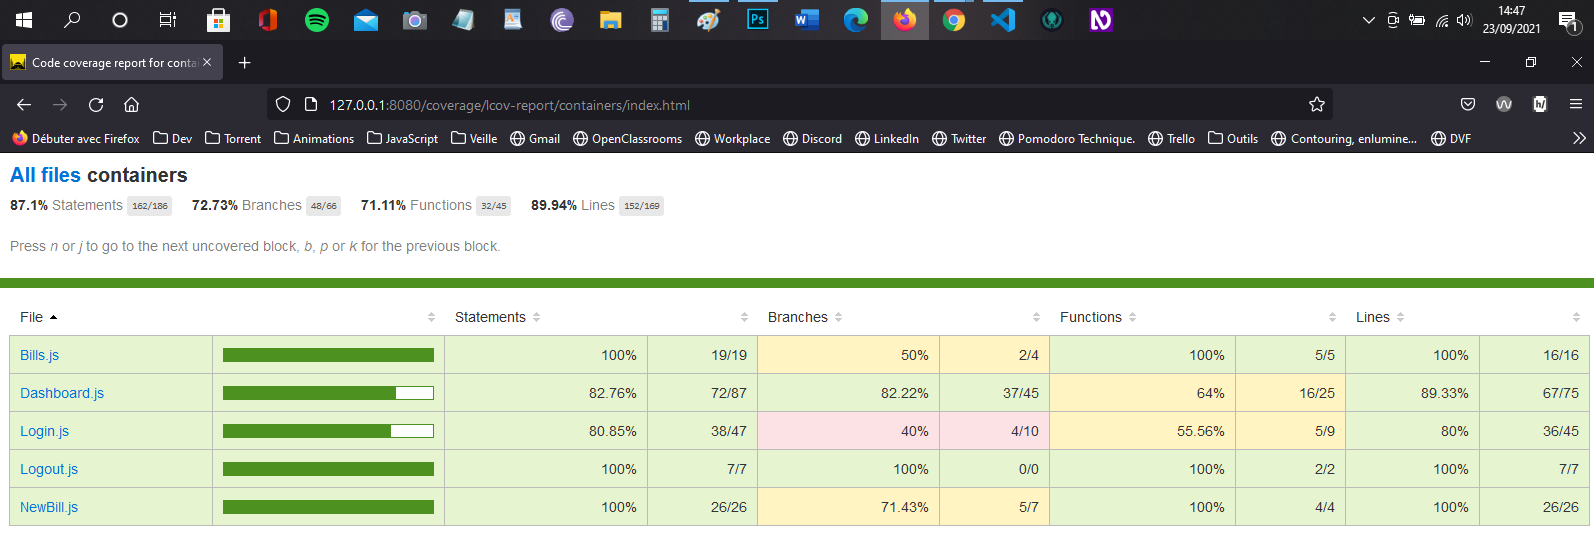 14:47
23/09/2021
1
Code coverage report for contai
127.0.0.1:8080/coverage/lcov-report/containers/index.html
Débuter avec Firefox Dev Torrent Animations JavaScript Veille Gmail OpenClassrooms Workplace Discord LinkedIn Twitter Pomodoro Technique. Trello Outils Contouring, enlumine... DVF
All files containers
87.1% Statements 162/186 72.73% Branches 48/66 71.11% Functions 32/45 89.94% Lines 152/169
Press n or j to go to the next uncovered block, b, p or k for the previous block.
File Statements Branches Functions Lines
Bills.js 100% 19/19 50% 2/4 100% 5/5 100% 16/16
Dashboard.js 82.76% 72/87 82.22% 37/45 64% 16/25 89.33% 67/75
Login.js 80.85% 38/47 40% 4/10 55.56% 5/9 80% 36/45
Logout.js 100% 7/7 100% 0/0 100% 2/2 100% 7/7
NewBill.js 100% 26/26 71.43% 5/7 100% 4/4 100% 26/26